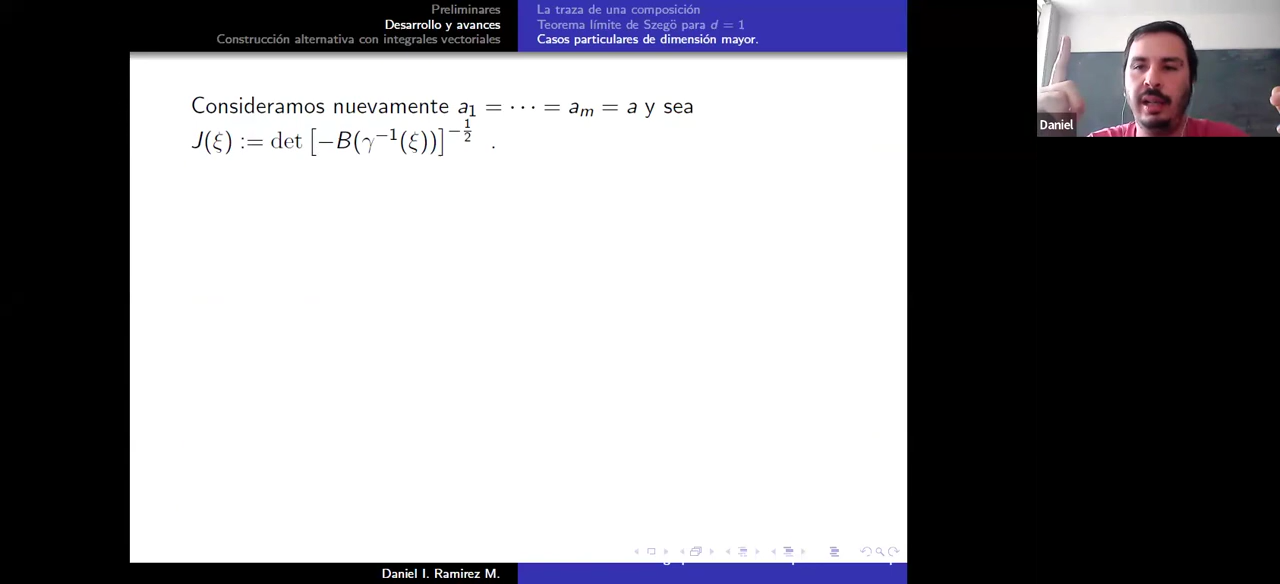 Preliminares
Desarrollo y avances
Construcción alternativa con integrales vectoriales
La traza de una composición
Teorema límite de Szegö para d = 1
Casos particulares de dimensión mayor.
Consideramos nuevamente a₁ = ··· = aₘ = a y sea
J(ξ) := det [−B(γ⁻¹(ξ))]^{−1/2} .
Daniel I. Ramirez M.
Daniel